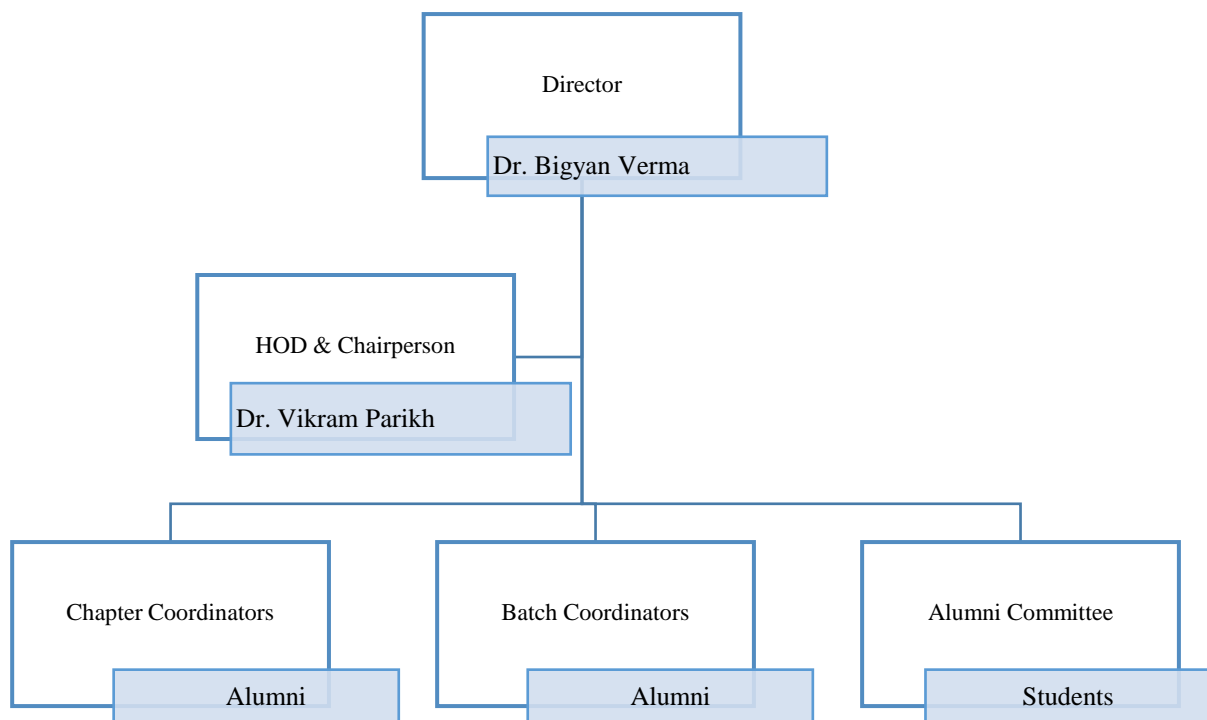 Director
Dr. Bigyan Verma
HOD & Chairperson
Dr. Vikram Parikh
Chapter Coordinators
Alumni
Batch Coordinators
Alumni
Alumni Committee
Students